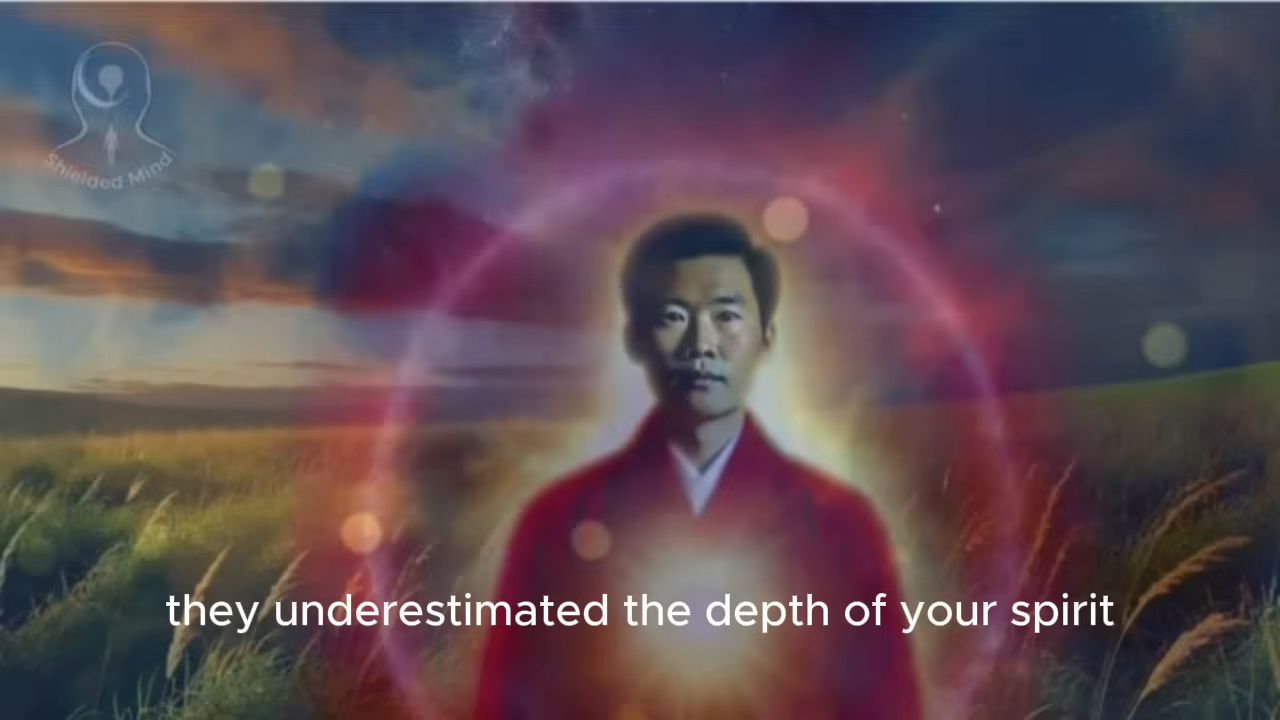 Shielded Mind
they underestimated the depth of your spirit